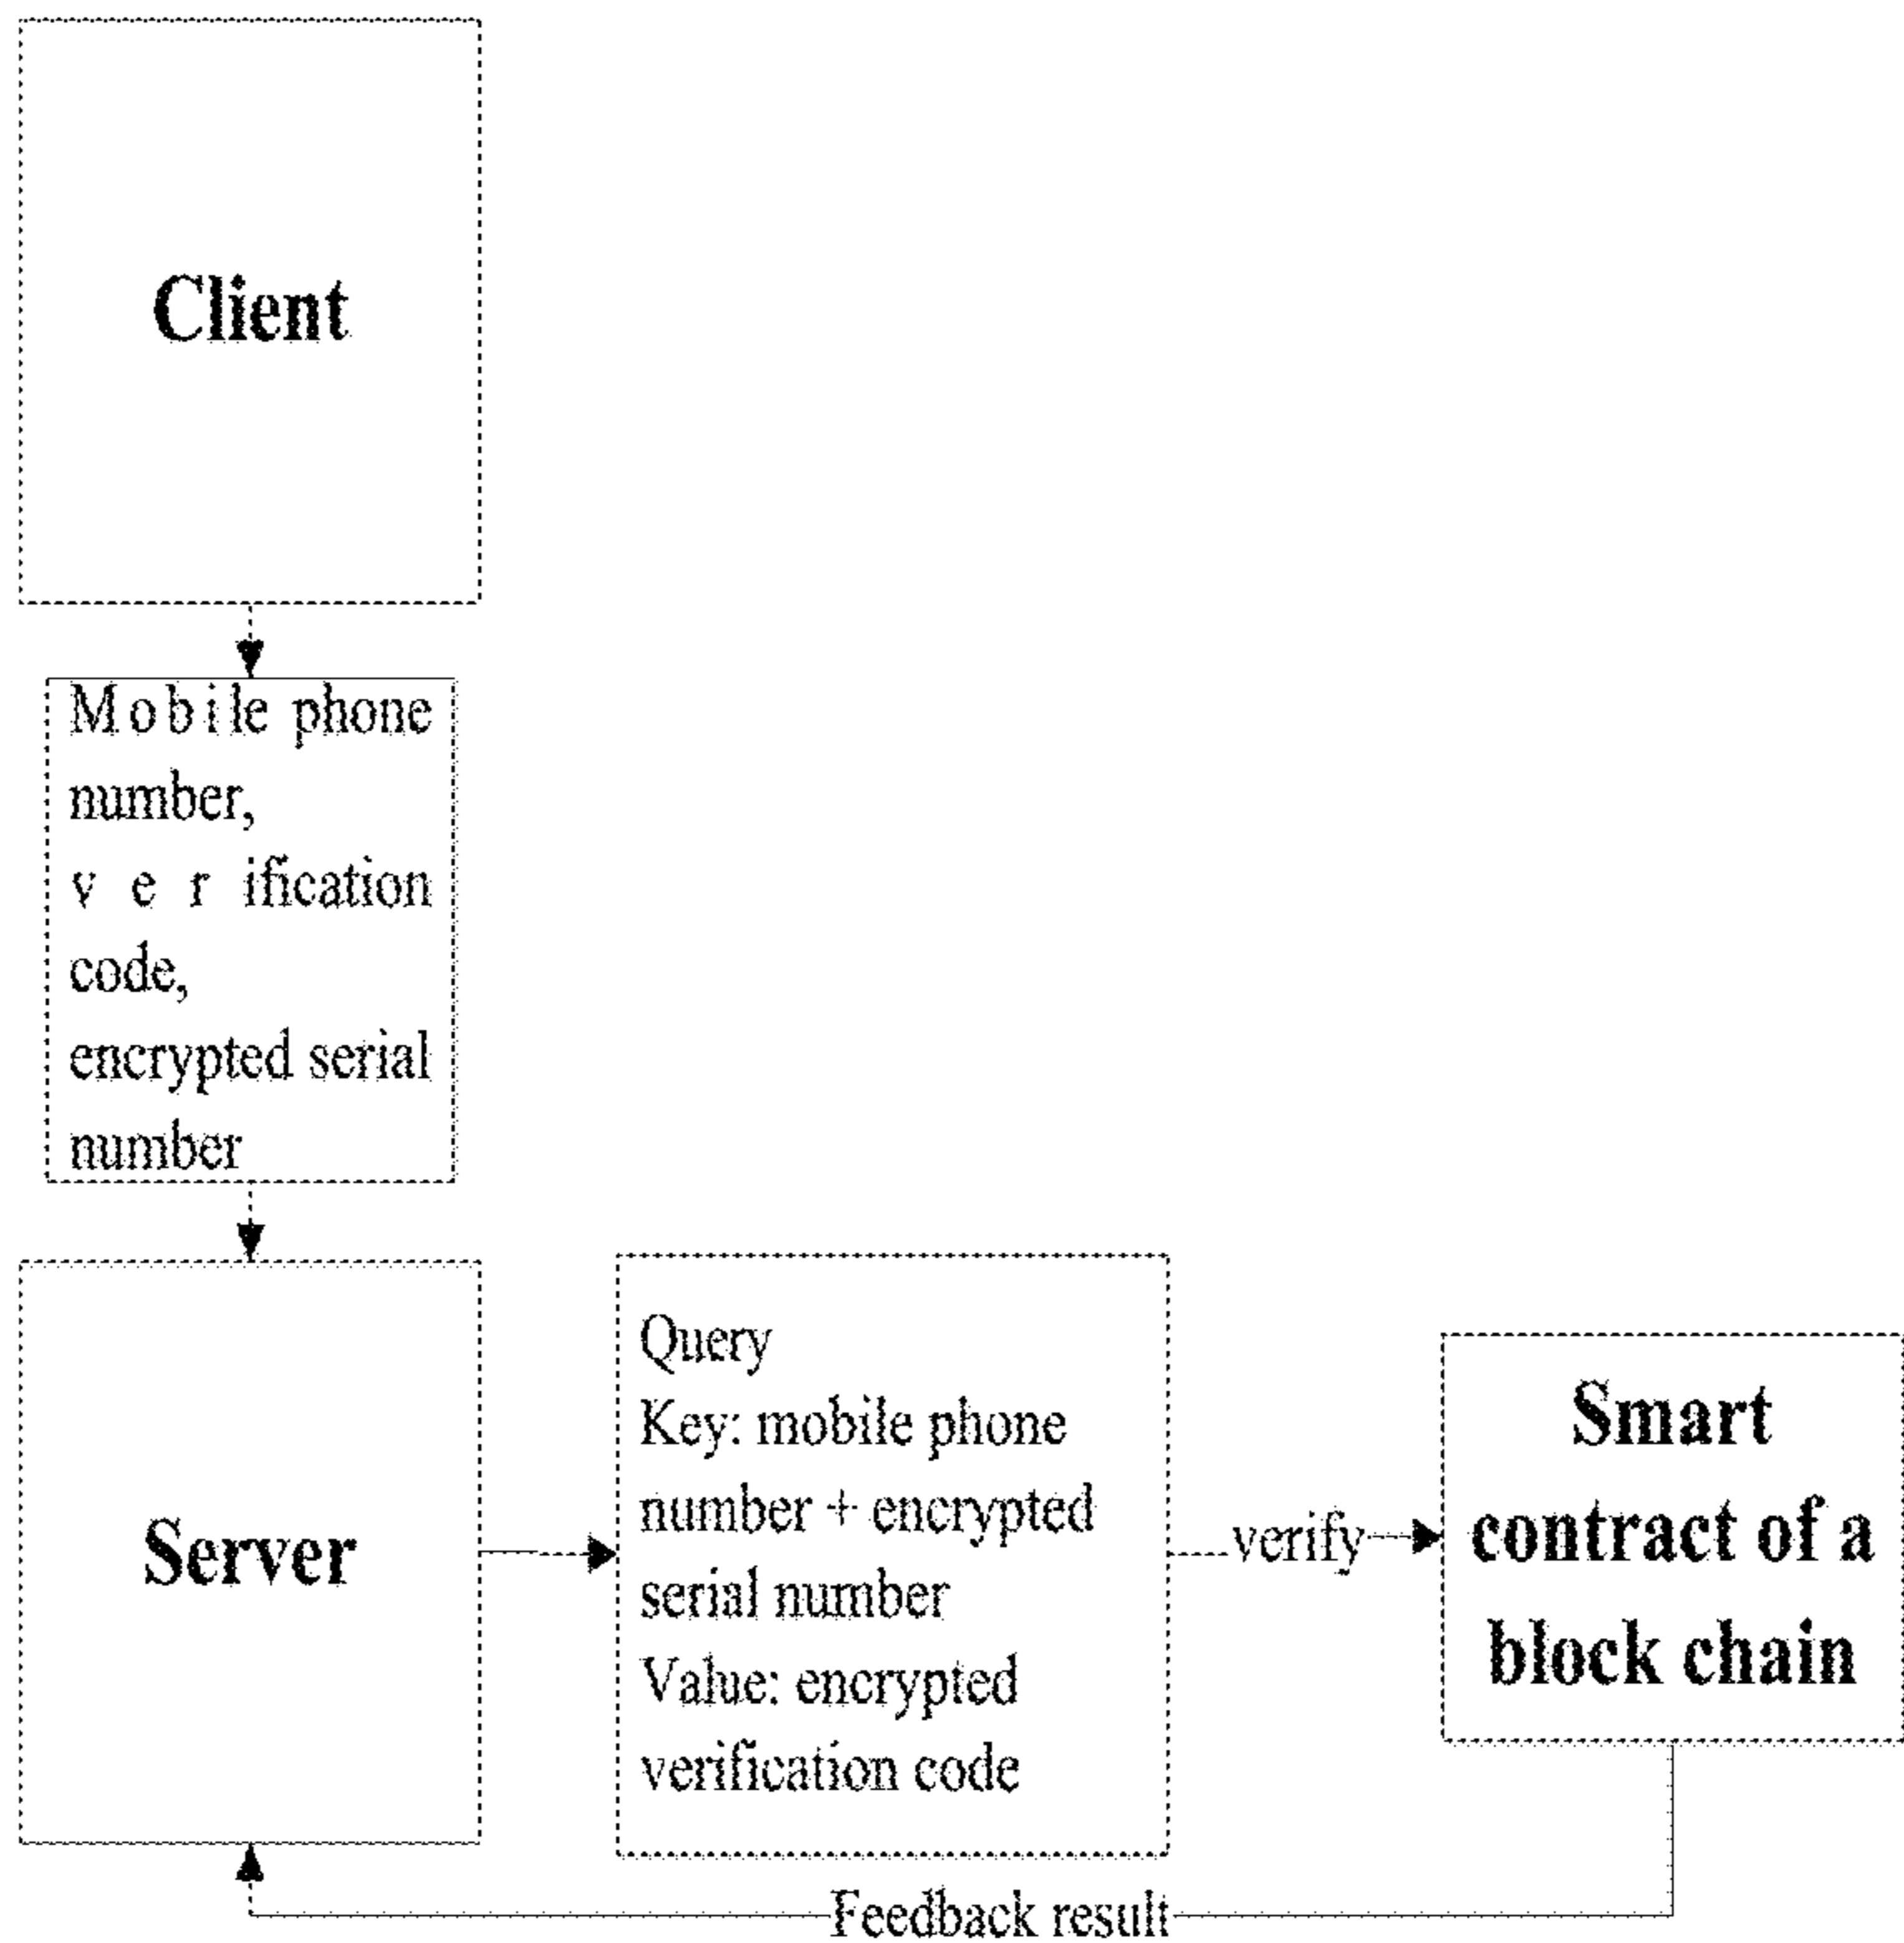 Client
Mobile phone
number,
verification
code,
encrypted serial
number
Server
Query
Key: mobile phone
number + encrypted
serial number
Value: encrypted
verification code
verify
Smart
contract of a
block chain
Feedback result